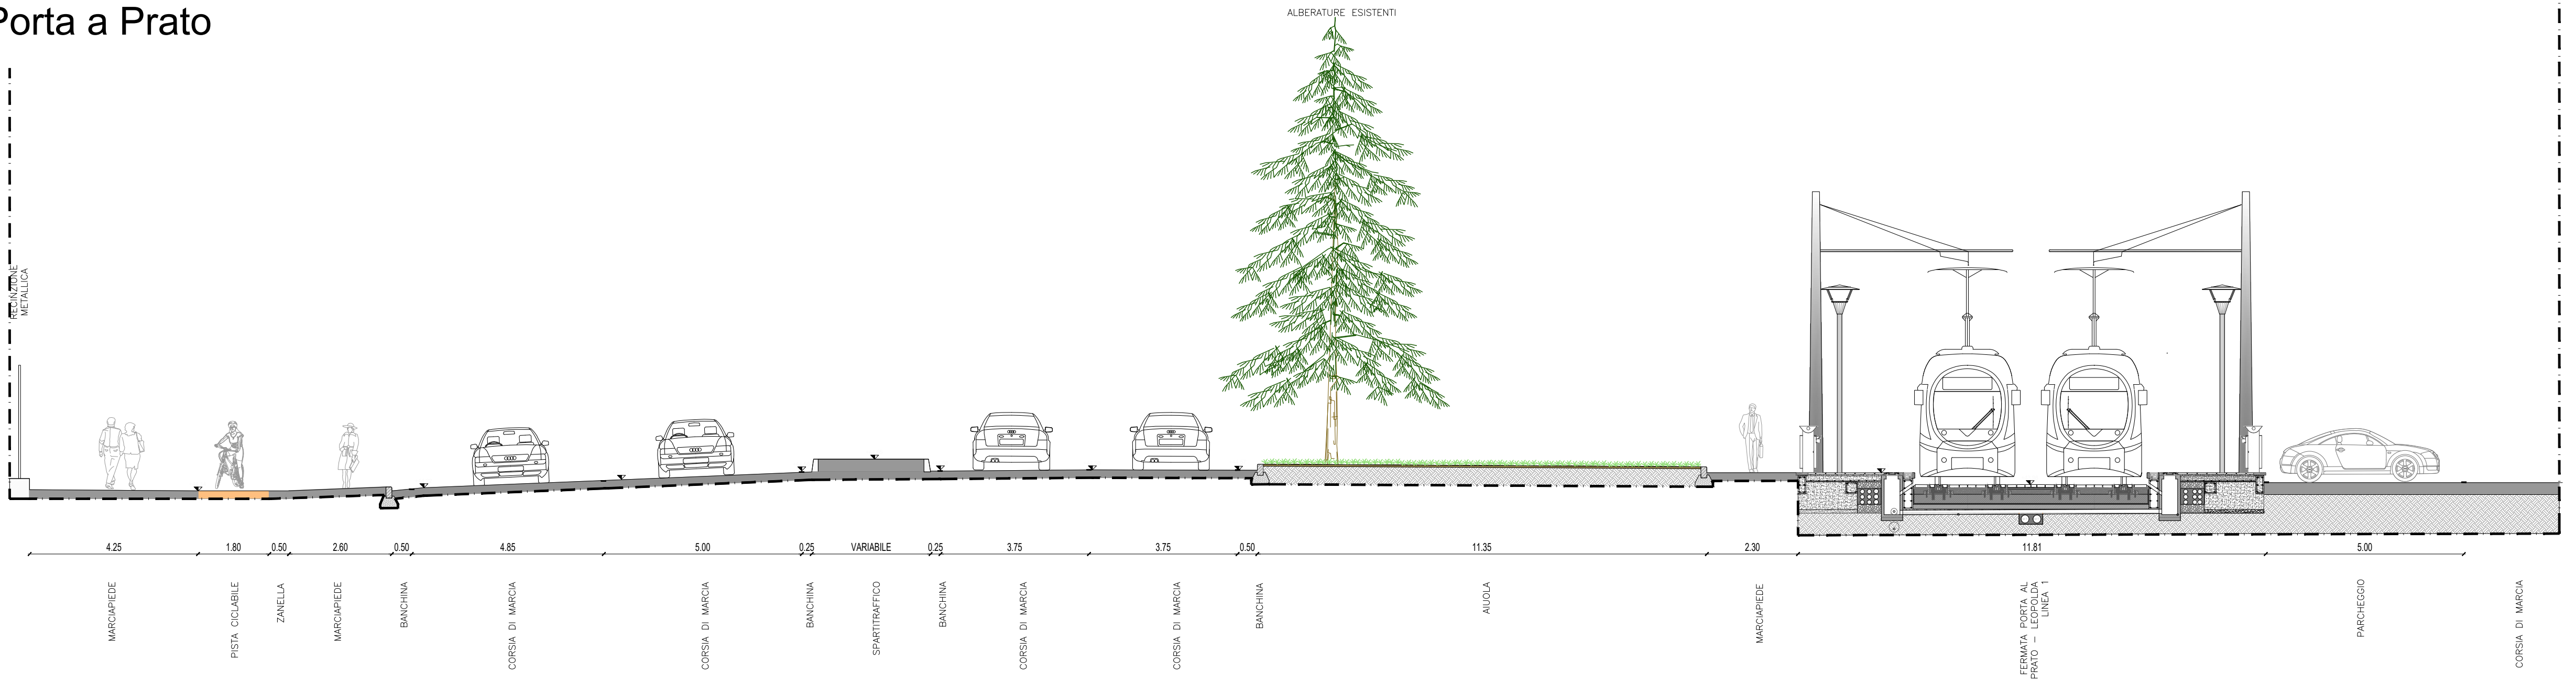 Porta a Prato
ALBERATURE ESISTENTI
RECINZIONE
METALLICA
4.25
1.80
0.50
2.60
0.50
4.85
5.00
0.25
VARIABILE
0.25
3.75
3.75
0.50
11.35
2.30
11.81
5.00
MARCIAPIEDE
PISTA CICLABILE
ZANELLA
MARCIAPIEDE
BANCHINA
CORSIA DI MARCIA
CORSIA DI MARCIA
BANCHINA
SPARTITRAFFICO
BANCHINA
CORSIA DI MARCIA
CORSIA DI MARCIA
BANCHINA
AIUOLA
MARCIAPIEDE
FERMATA PORTA AL
PRATO – LEOPOLDA
LINEA 1
PARCHEGGIO
CORSIA DI MARCIA